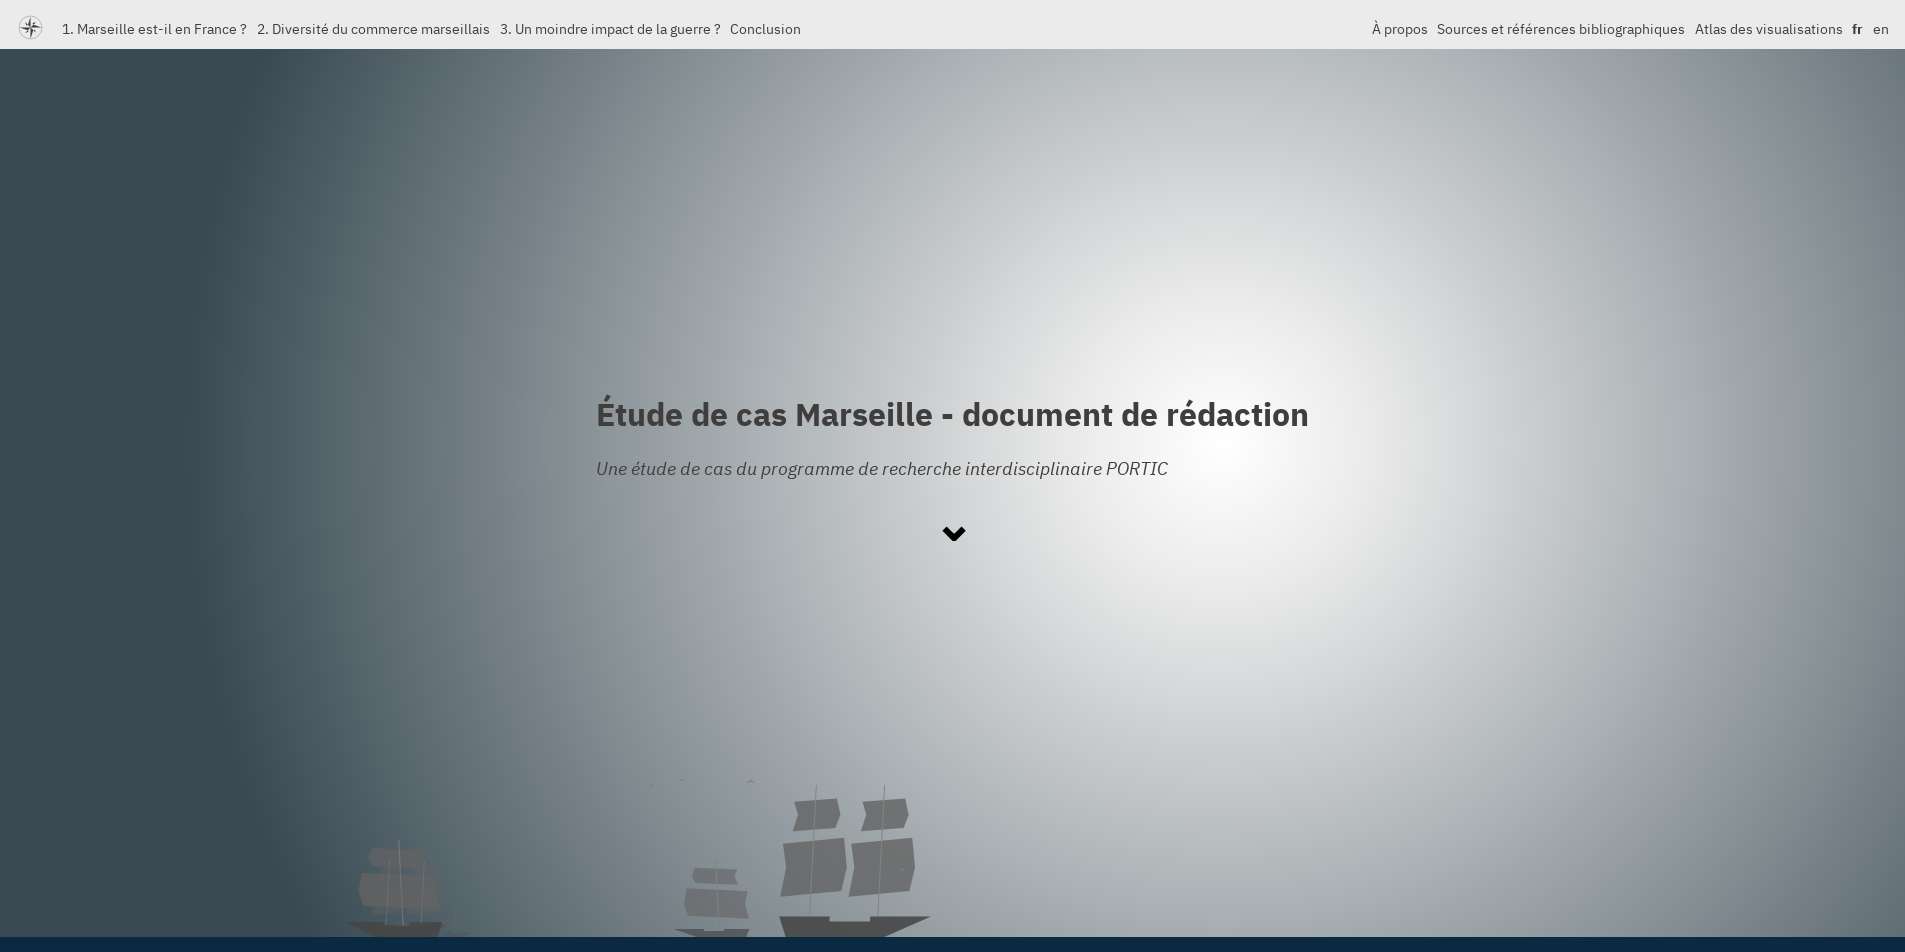 1. Marseille est-il en France ? 2. Diversité du commerce marseillais 3. Un moindre impact de la guerre ? Conclusion À propos Sources et références bibliographiques Atlas des visualisations fr en
Étude de cas Marseille - document de rédaction
Une étude de cas du programme de recherche interdisciplinaire PORTIC